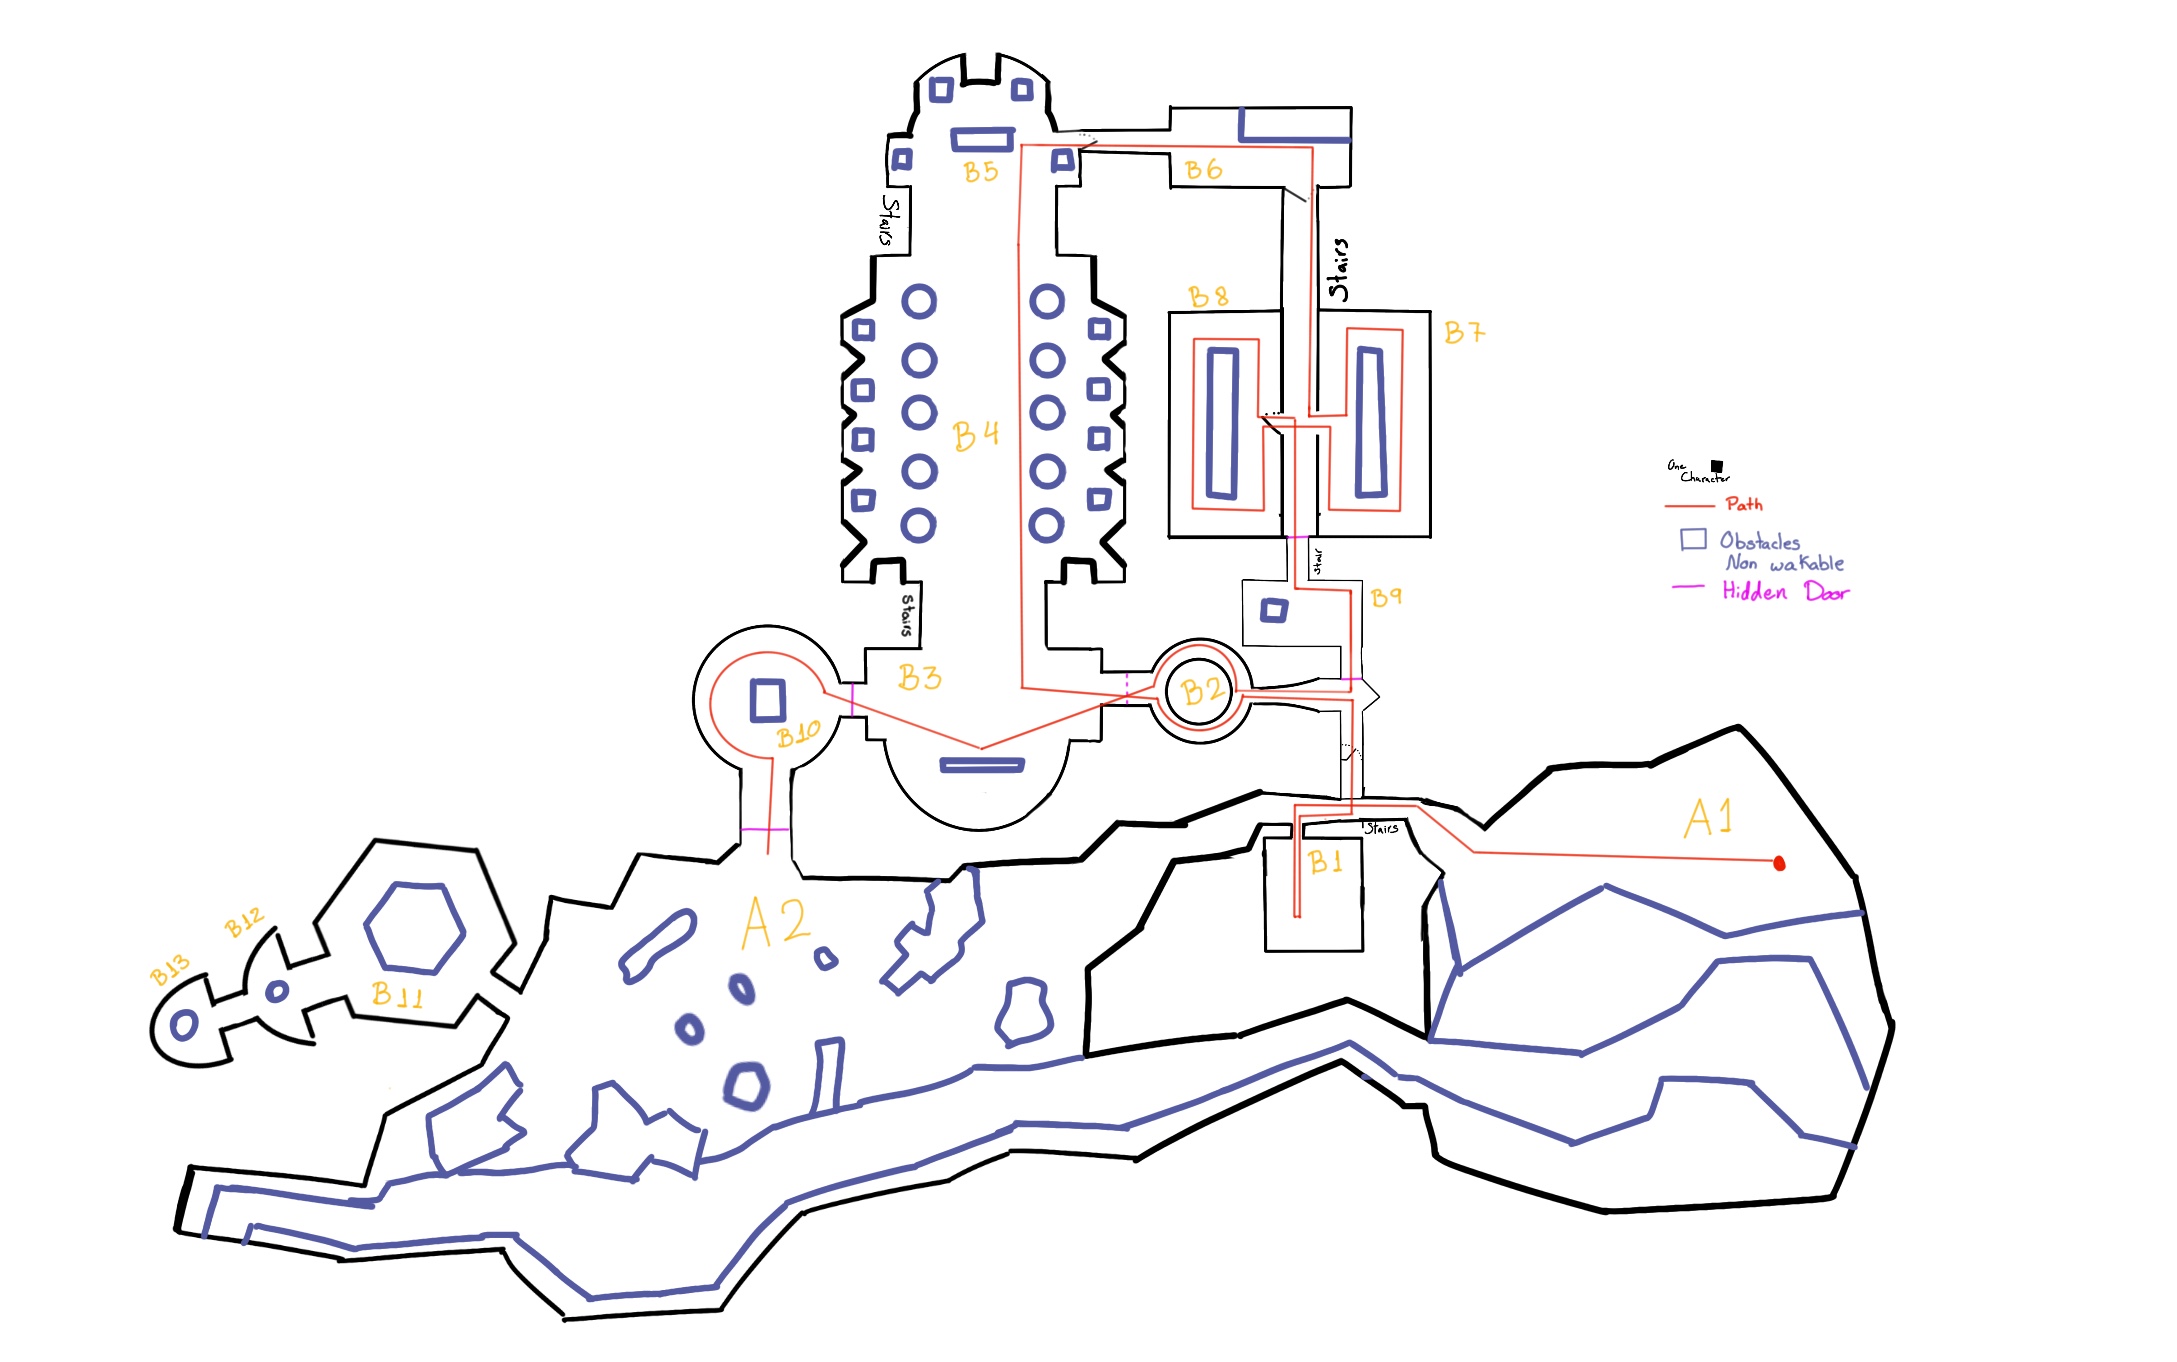 B5
B6
Stairs
Stairs
B8
B7
B4
One
Character
Path
Obstacles
Non wakable
Hidden Door
Stair
B9
Stairs
B3
B2
B10
A1
Stairs
B1
A2
B12
B13
B11